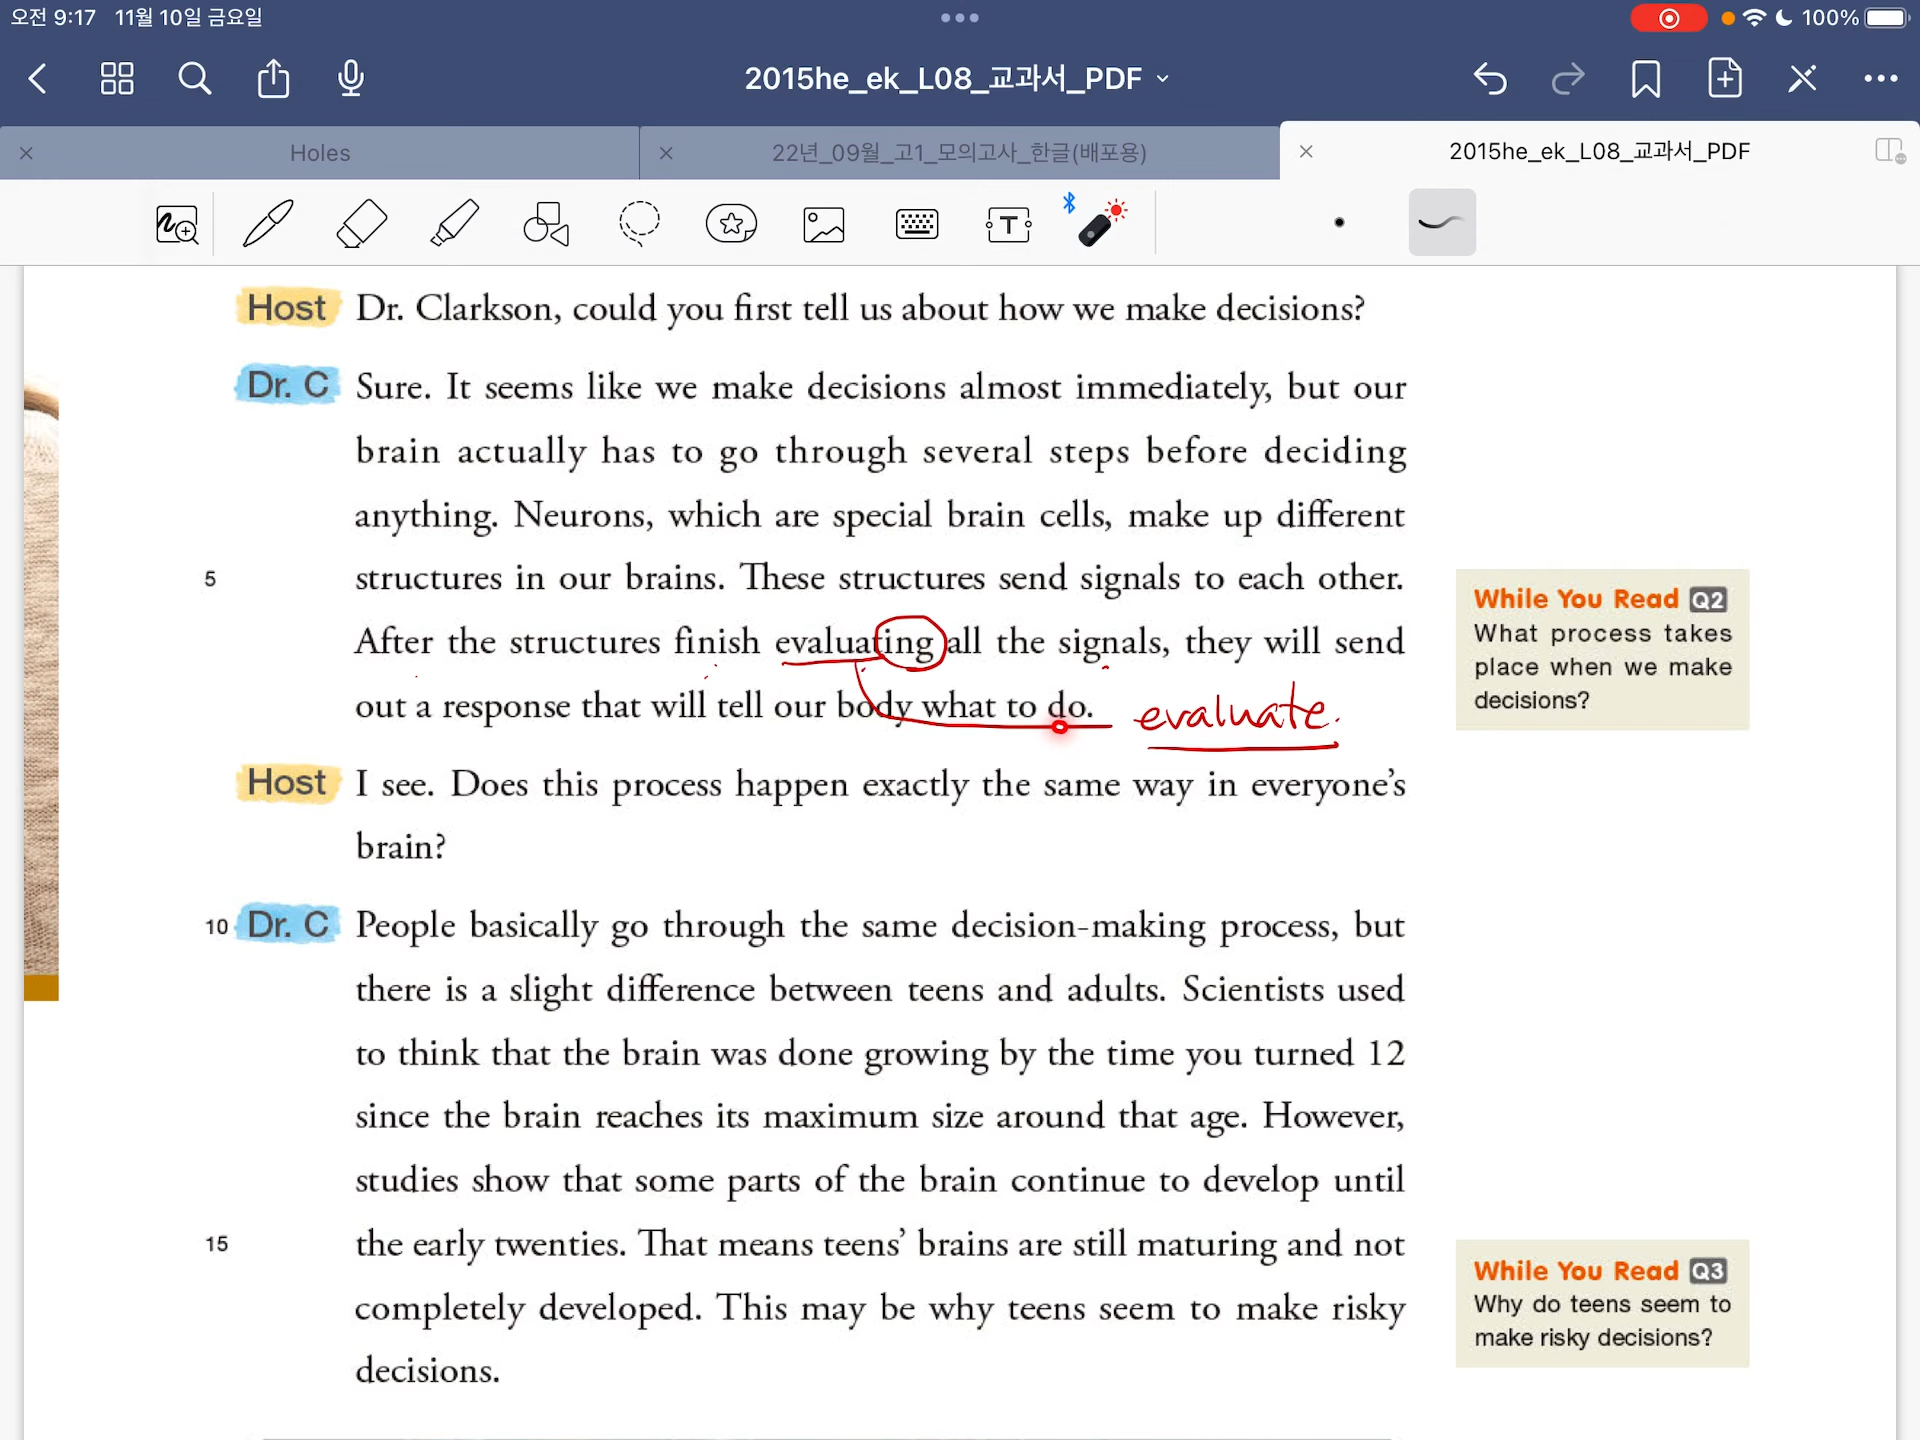 오전 9:17 11월 10일 금요일
100%
2015he_ek_L08_교과서_PDF
Holes
22년_09월_고1_모의고사_한글(배포용)
2015he_ek_L08_교과서_PDF
T
Host Dr. Clarkson, could you first tell us about how we make decisions?
Dr. C Sure. It seems like we make decisions almost immediately, but our
brain actually has to go through several steps before deciding
anything. Neurons, which are special brain cells, make up different
5 structures in our brains. These structures send signals to each other.
After the structures finish evaluating all the signals, they will send
out a response that will tell our body what to do.
evaluate.
While You Read Q2
What process takes
place when we make
decisions?
Host I see. Does this process happen exactly the same way in everyone's
brain?
10 Dr. C People basically go through the same decision-making process, but
there is a slight difference between teens and adults. Scientists used
to think that the brain was done growing by the time you turned 12
since the brain reaches its maximum size around that age. However,
studies show that some parts of the brain continue to develop until
15 the early twenties. That means teens' brains are still maturing and not
completely developed. This may be why teens seem to make risky
decisions.
While You Read Q3
Why do teens seem to
make risky decisions?